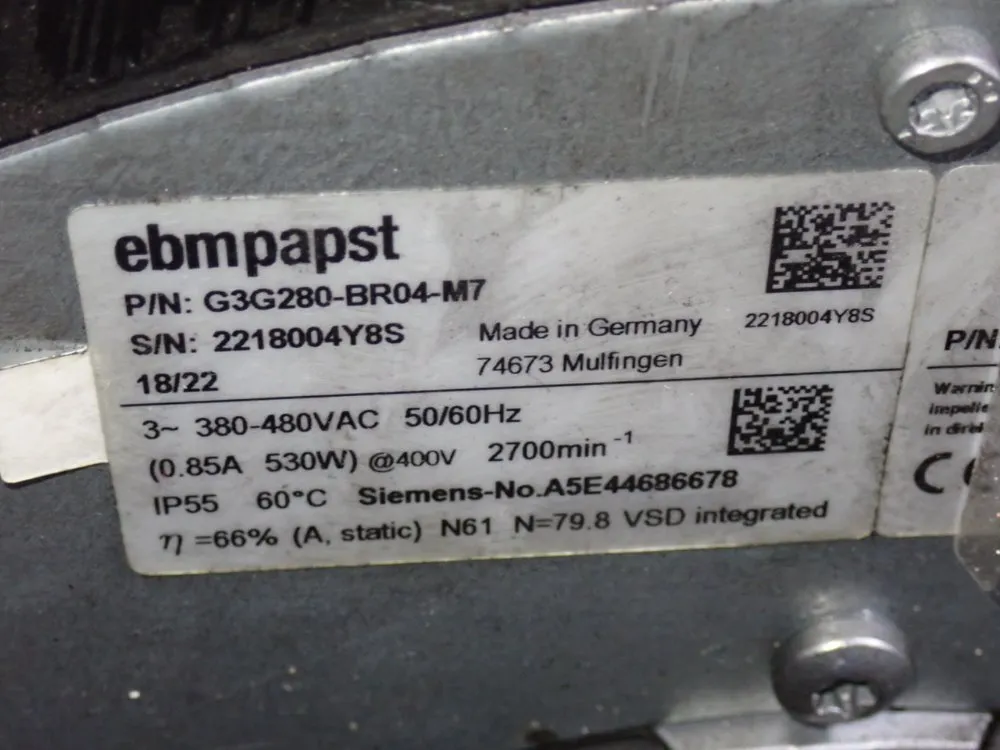 ebmpapst
P/N: G3G280-BR04-M7
S/N: 2218004Y8S
Made in Germany
2218004Y8S
18/22
74673 Mulfingen
3~ 380-480VAC 50/60Hz
(0.85A 530W) @400V 2700min⁻¹
IP55 60°C Siemens-No.A5E44686678
η =66% (A, static) N61 N=79.8 VSD integrated
P/N
in
CE